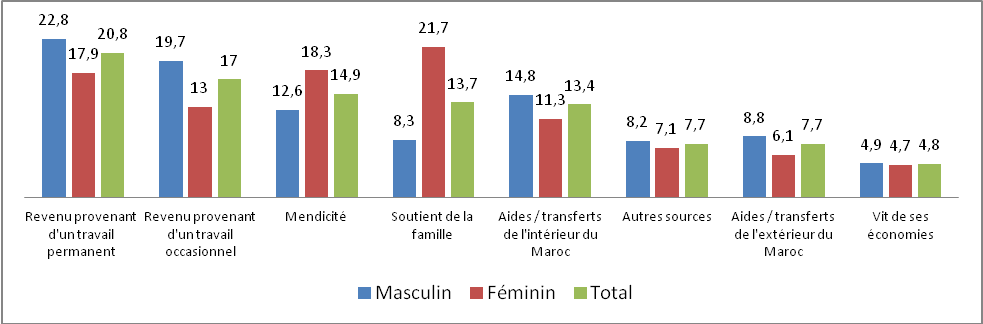 22,8 17,9 20,8 19,7 13 17 12,6 18,3 14,9 8,3 21,7 13,7 14,8 11,3 13,4 8,2 7,1 7,7 8,8 6,1 7,7 4,9 4,7 4,8
Revenu provenant
d'un travail
permanent
Revenu provenant
d'un travail
occasionnel
Mendicité
Soutient de la
famille
Aides / transferts
de l'intérieur du
Maroc
Autres sources
Aides / transferts
de l'extérieur du
Maroc
Vit de ses
économies
Masculin Féminin Total